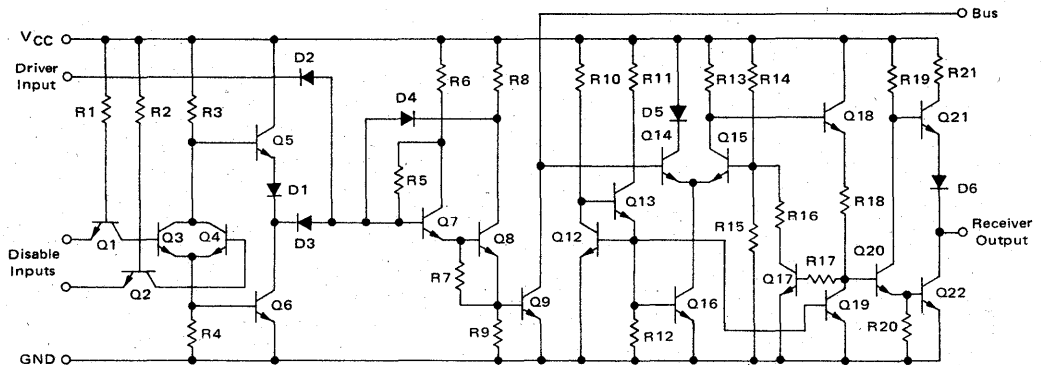 Bus
VCC
D2
Driver
Input
R1
R2
R3
R6
R8
R10
R11
R13
R14
R19
R21
D4
D5
Q5
Q14
Q15
Q18
Q21
D1
R5
D6
Q13
R16
R18
Q3
Q4
D3
Q7
Q8
Q12
R15
Receiver
Output
Disable
Inputs
Q1
Q2
R7
Q17
R17
Q20
Q6
Q9
Q16
Q19
Q22
R4
R9
R12
R20
GND